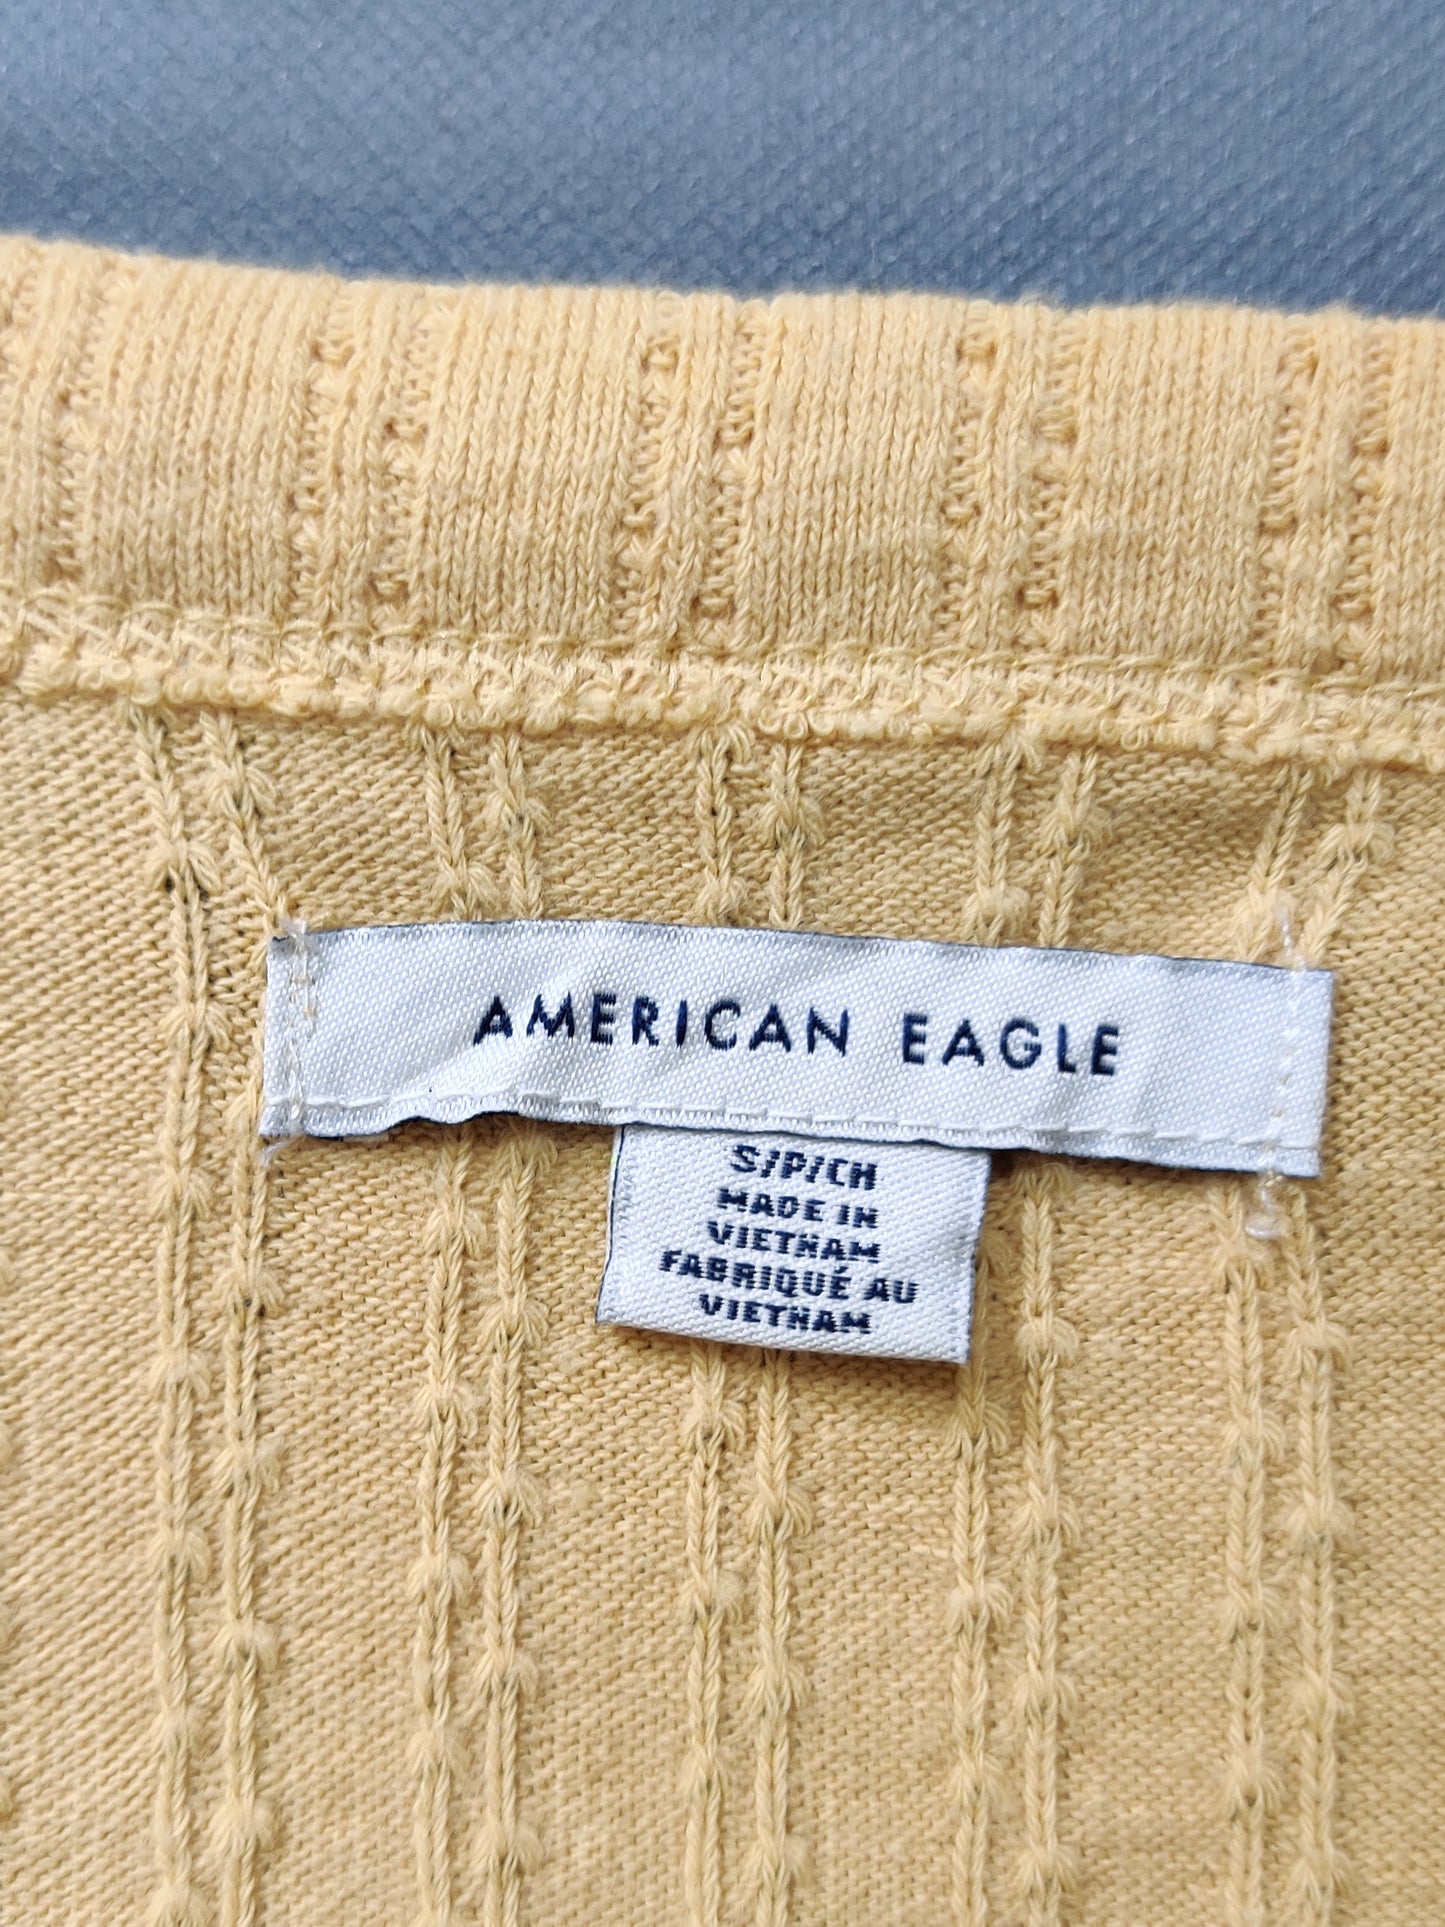 AMERICAN EAGLE
S/P/CH
MADE IN
VIETNAM
FABRIQUÉ AU
VIETNAM